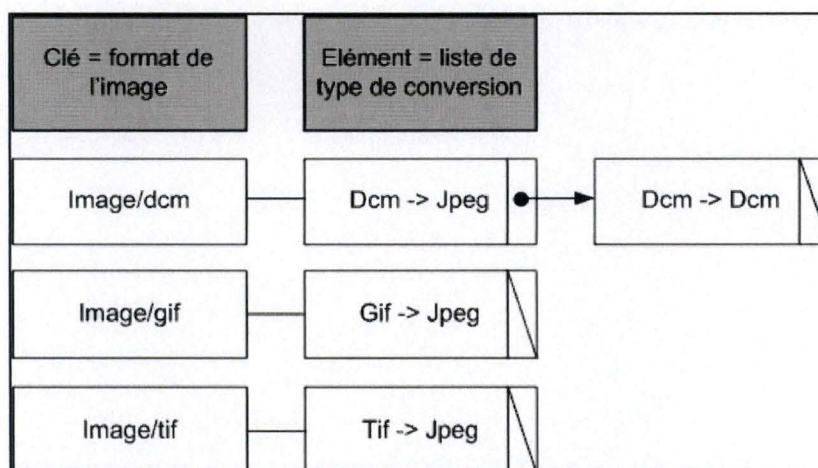 Clé = format de
l'image
Elément = liste de
type de conversion
Image/dcm
Dcm -> Jpeg
Dcm -> Dcm
Image/gif
Gif -> Jpeg
Image/tif
Tif -> Jpeg